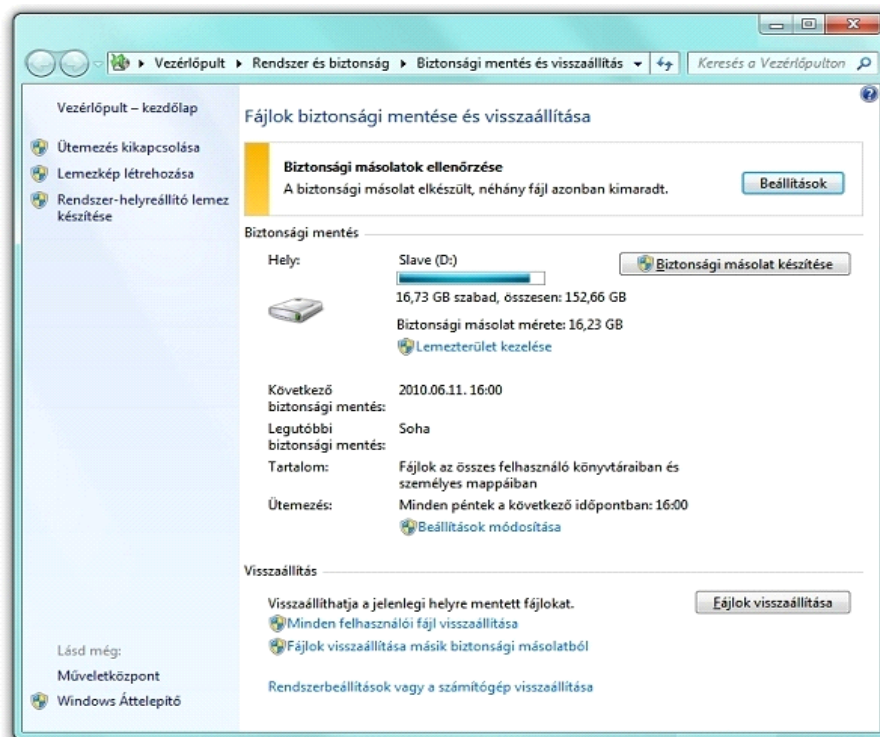 Vezérlőpult
Rendszer és biztonság
Biztonsági mentés és visszaállítás
Keresés a Vezérlőpulton
Vezérlőpult – kezdőlap
Ütemezés kikapcsolása
Lemezkép létrehozása
Rendszer-helyreállító lemez
készítése
Fájlok biztonsági mentése és visszaállítása
Biztonsági másolatok ellenőrzése
A biztonsági másolat elkészült, néhány fájl azonban kimaradt.
Beállítások
Biztonsági mentés
Hely:
Slave (D:)
Biztonsági másolat készítése
16,73 GB szabad, összesen: 152,66 GB
Biztonsági másolat mérete: 16,23 GB
Lemezterület kezelése
Következő
biztonsági mentés:
2010.06.11. 16:00
Legutóbbi
biztonsági mentés:
Soha
Tartalom:
Fájlok az összes felhasználó könyvtáraiban és
személyes mappáiban
Ütemezés:
Minden péntek a következő időpontban: 16:00
Beállítások módosítása
Visszaállítás
Visszaállíthatja a jelenlegi helyre mentett fájlokat.
Fájlok visszaállítása
Minden felhasználói fájl visszaállítása
Fájlok visszaállítása másik biztonsági másolatból
Rendszerbeállítások vagy a számítógép visszaállítása
Lásd még:
Műveletközpont
Windows Áttelepítő